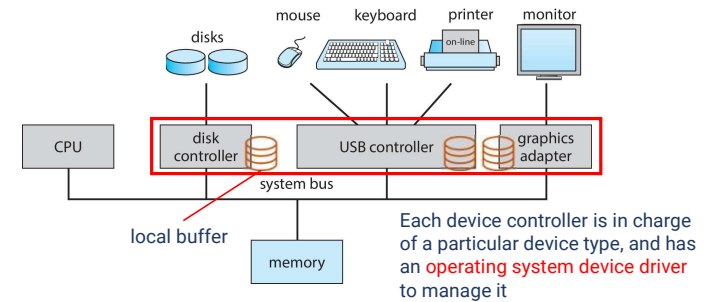 mouse
keyboard
printer
monitor
disks
on-line
CPU
disk
controller
USB controller
graphics
adapter
system bus
local buffer
memory
Each device controller is in charge
of a particular device type, and has
an operating system device driver
to manage it